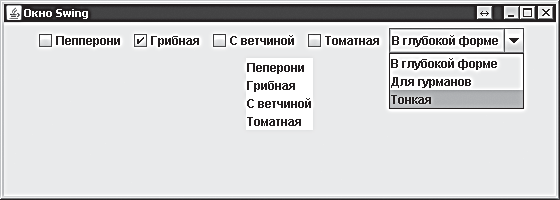 Окно Swing
Пепперони Грибная С ветчиной Томатная В глубокой форме
Пеперони
Грибная
С ветчиной
Томатная
В глубокой форме
Для гурманов
Тонкая